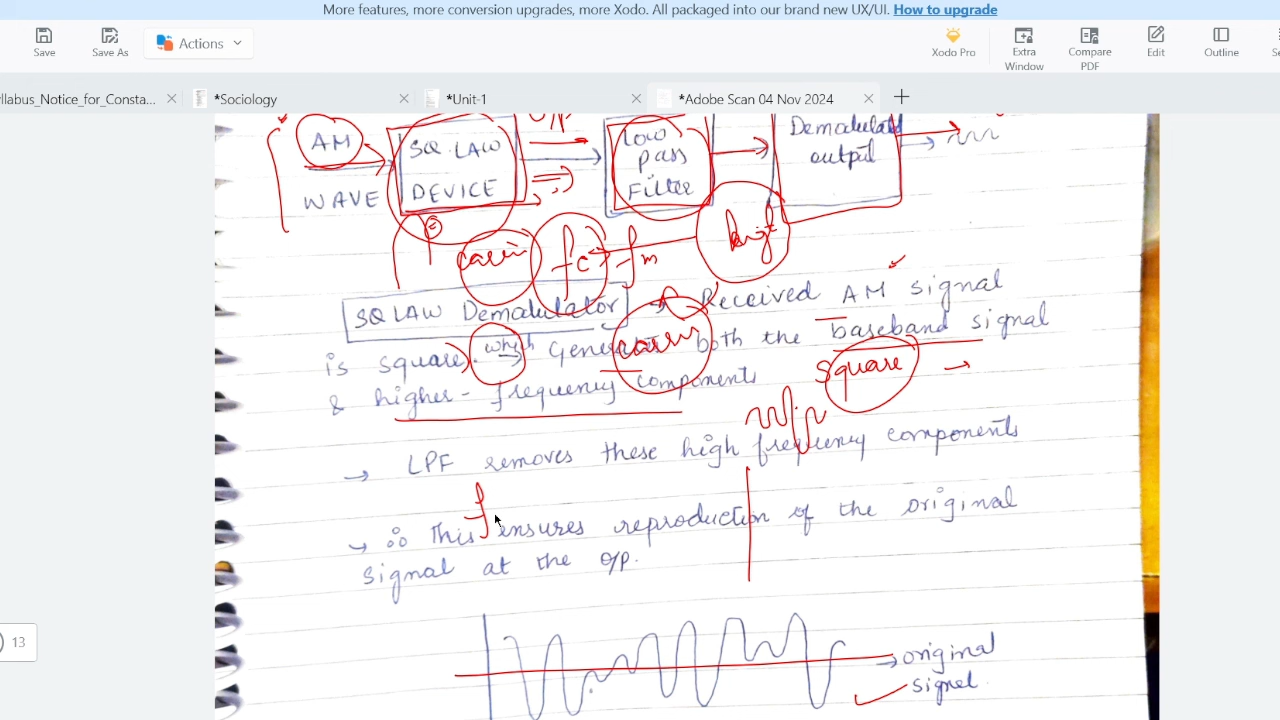 More features, more conversion upgrades, more Xodo. All packaged into our brand new UX/UI. How to upgrade
Save
Save As
Actions
Xodo Pro
Extra Window
Compare PDF
Edit
Outline
llabus_Notice_for_Consta...
*Sociology
*Unit-1
*Adobe Scan 04 Nov 2024
AM
WAVE
SQ.LAW
DEVICE
O/P
LOW
pass
Filter
Demodulated
output
fc
fm
SQ LAW Demodulator → Received AM signal
is square. which both the baseband signal
square →
& higher-frequency components
→ LPF removes these high frequency components
f
→ ∴ This ensures reproduction of the original
signal at the o/p.
13
→ original
signal